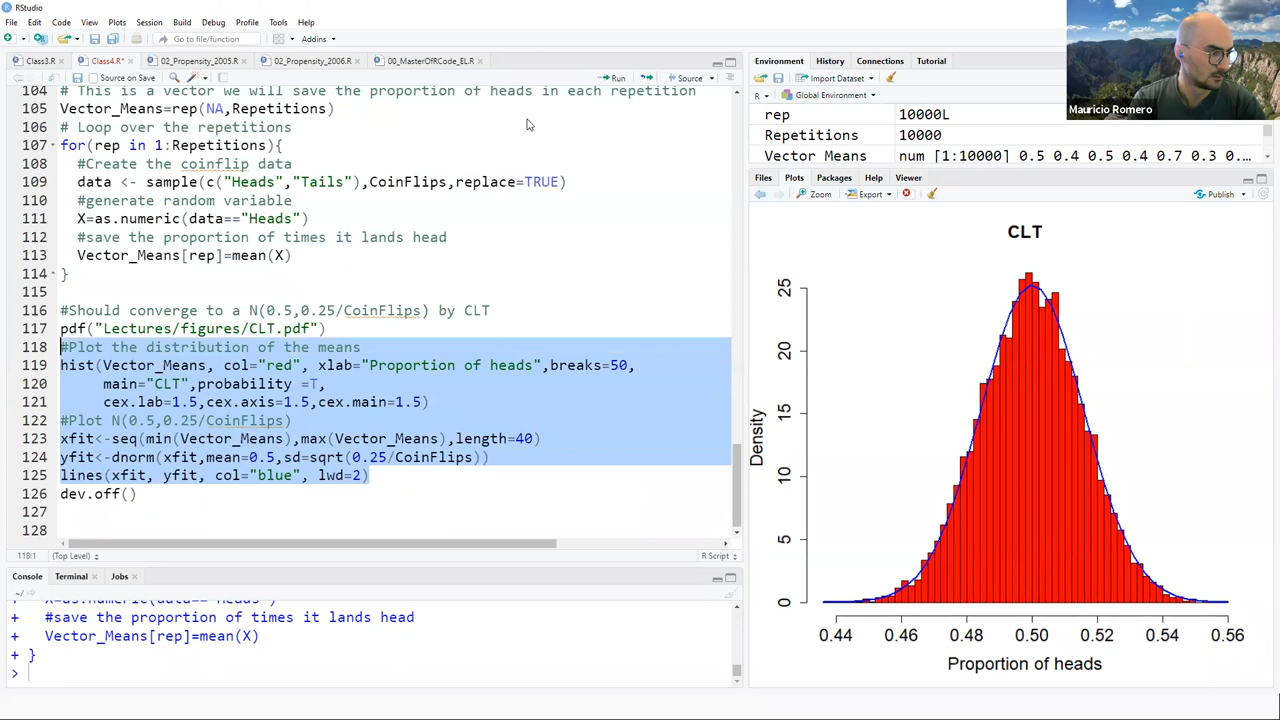 RStudio
File Edit Code View Plots Session Build Debug Profile Tools Help
Go to file/function Addins
Class3.R Class4.R* 02_Propensity_2005.R 02_Propensity_2006.R 00_MasterOfRCode_EL.R
Source on Save Run Source
104 # This is a vector we will save the proportion of heads in each repetition
105 Vector_Means=rep(NA,Repetitions)
106 # Loop over the repetitions
107 for(rep in 1:Repetitions){
108 #Create the coinflip data
109 data <- sample(c("Heads","Tails"),CoinFlips,replace=TRUE)
110 #generate random variable
111 X=as.numeric(data=="Heads")
112 #save the proportion of times it lands head
113 Vector_Means[rep]=mean(X)
114 }
115
116 #Should converge to a N(0.5,0.25/CoinFlips) by CLT
117 pdf("Lectures/figures/CLT.pdf")
118 #Plot the distribution of the means
119 hist(Vector_Means, col="red", xlab="Proportion of heads",breaks=50,
120 main="CLT",probability =T,
121 cex.lab=1.5,cex.axis=1.5,cex.main=1.5)
122 #Plot N(0.5,0.25/CoinFlips)
123 xfit<-seq(min(Vector_Means),max(Vector_Means),length=40)
124 yfit<-dnorm(xfit,mean=0.5,sd=sqrt(0.25/CoinFlips))
125 lines(xfit, yfit, col="blue", lwd=2)
126 dev.off()
127
128
118:1 (Top Level) R Script
Console Terminal Jobs
~/
+ X=as.numeric(data=="Heads")
+ #save the proportion of times it lands head
+ Vector_Means[rep]=mean(X)
+ }
>
Environment History Connections Tutorial
Import Dataset
R Global Environment
rep 10000L
Repetitions 10000
Vector_Means num [1:10000] 0.5 0.4 0.5 0.4 0.7 0.3 0...
Files Plots Packages Help Viewer
Zoom Export Publish
CLT
25
20
15
10
5
0
Density
0.44 0.46 0.48 0.50 0.52 0.54 0.56
Proportion of heads
Mauricio Romero